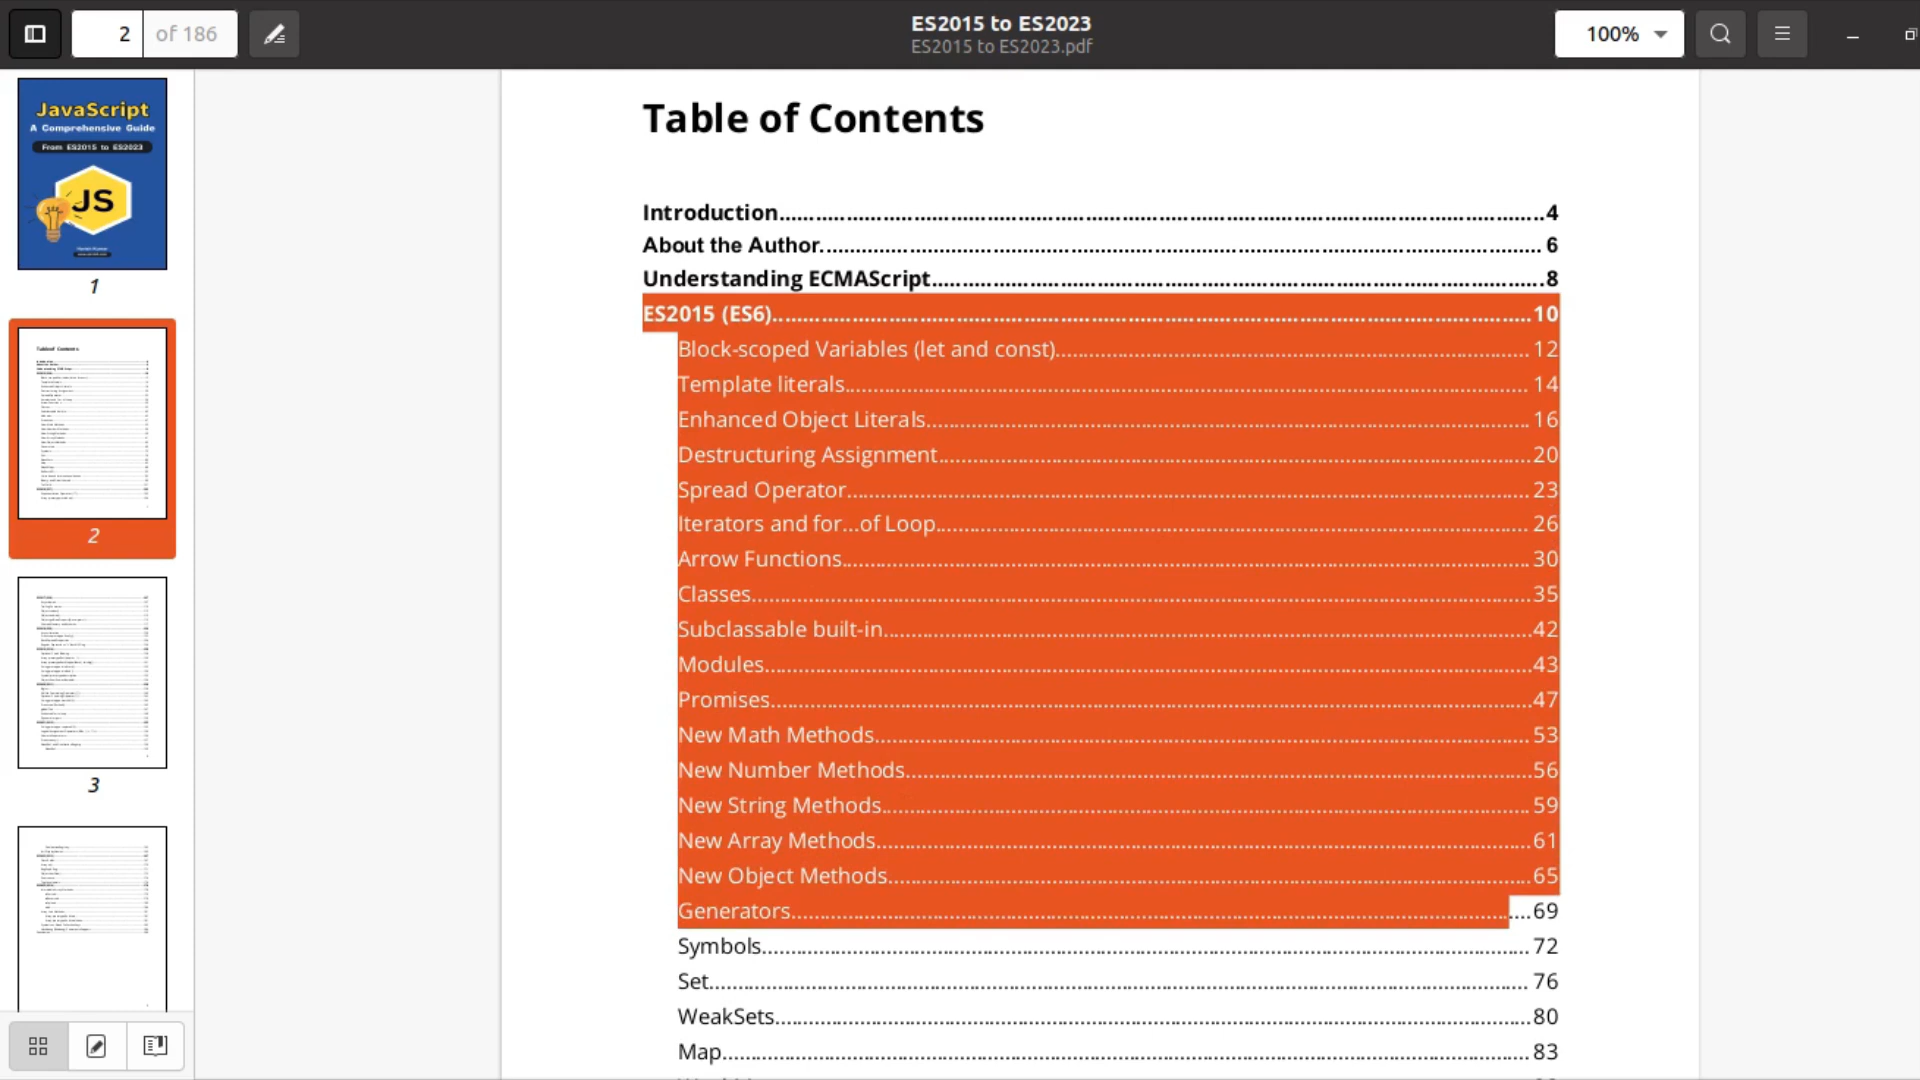 2 of 186
ES2015 to ES2023
ES2015 to ES2023.pdf
100%
JavaScript
A Comprehensive Guide
From ES2015 to ES2023
JS
1
Table of Contents
2
3
Table of Contents
Introduction........................................................4
About the Author........................................................6
Understanding ECMAScript........................................................8
ES2015 (ES6)........................................................10
Block-scoped Variables (let and const)........................................................12
Template literals........................................................14
Enhanced Object Literals........................................................16
Destructuring Assignment........................................................20
Spread Operator........................................................23
Iterators and for...of Loop........................................................26
Arrow Functions........................................................30
Classes........................................................35
Subclassable built-in........................................................42
Modules........................................................43
Promises........................................................47
New Math Methods........................................................53
New Number Methods........................................................56
New String Methods........................................................59
New Array Methods........................................................61
New Object Methods........................................................65
Generators........................................................69
Symbols........................................................72
Set........................................................76
WeakSets........................................................80
Map........................................................83